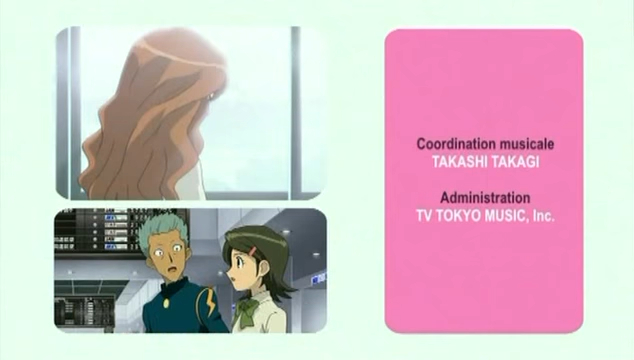 Coordination musicale
TAKASHI TAKAGI
Administration
TV TOKYO MUSIC, Inc.